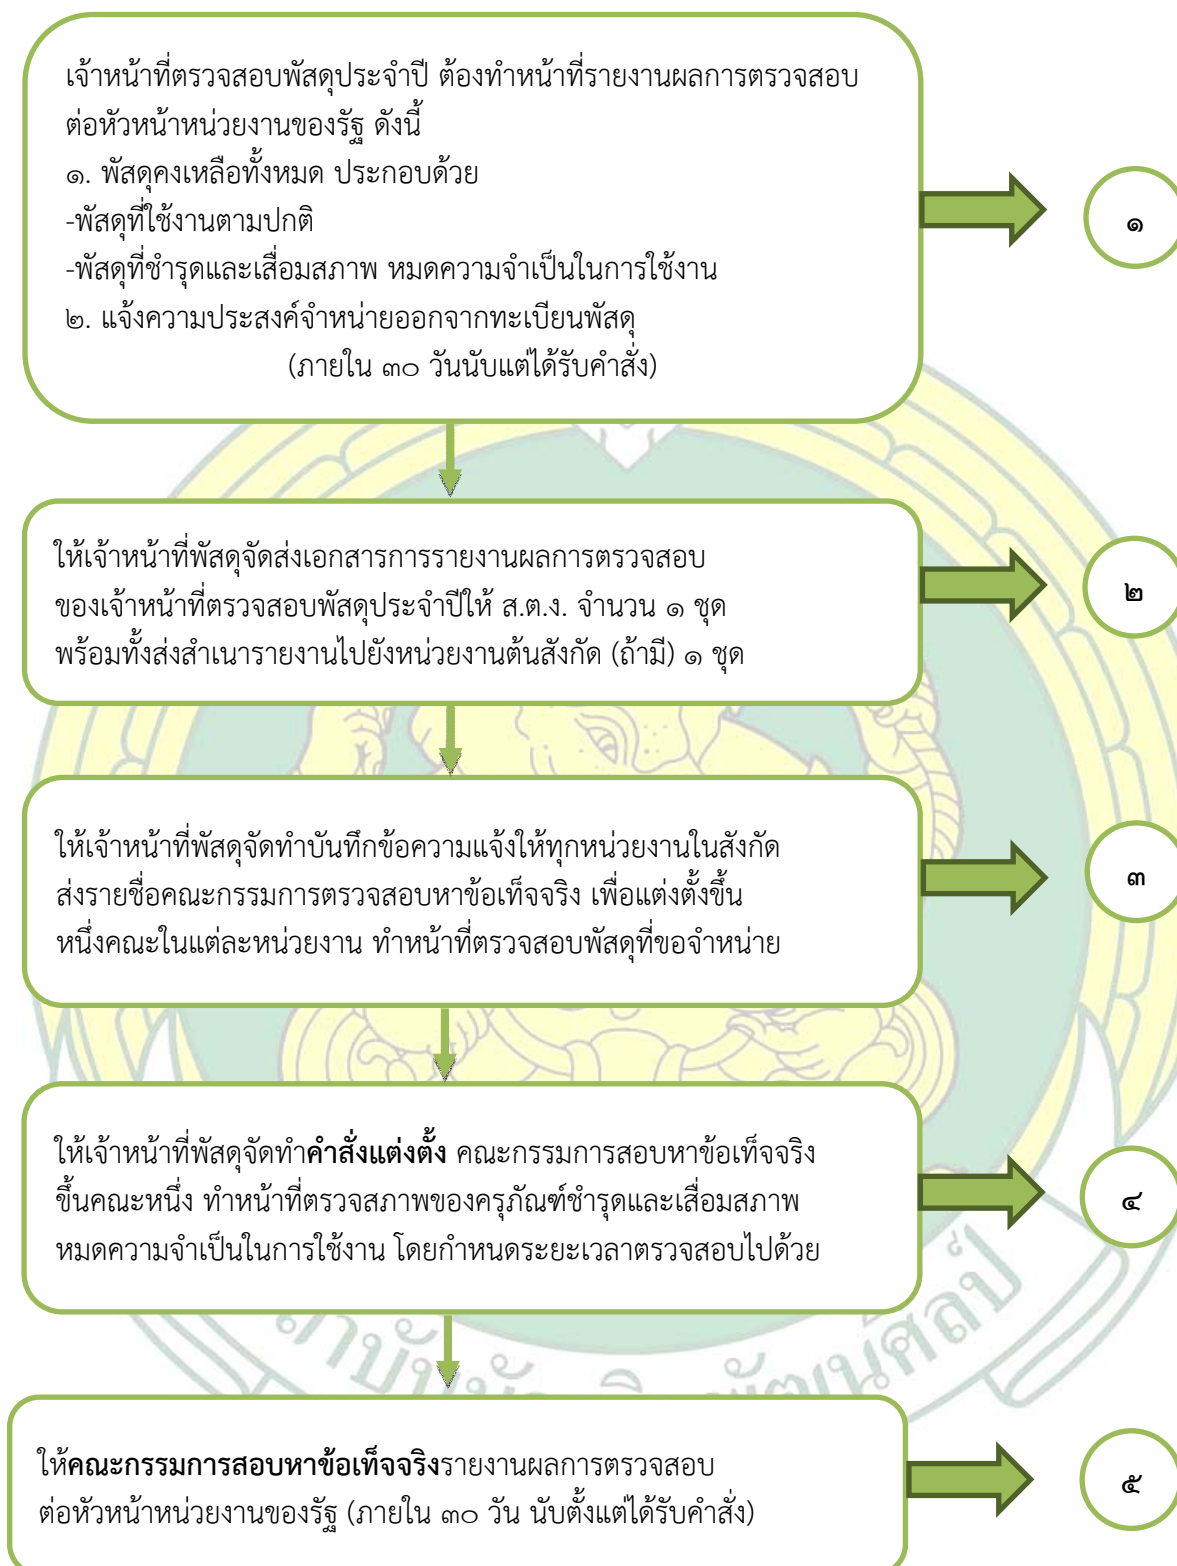 เจ้าหน้าที่ตรวจสอบพัสดุประจำปี ต้องทำหน้าที่รายงานผลการตรวจสอบ
ต่อหัวหน้าหน่วยงานของรัฐ ดังนี้
๑. พัสดุคงเหลือทั้งหมด ประกอบด้วย
-พัสดุที่ใช้งานตามปกติ
-พัสดุที่ชำรุดและเสื่อมสภาพ หมดความจำเป็นในการใช้งาน
๒. แจ้งความประสงค์จำหน่ายออกจากทะเบียนพัสดุ
(ภายใน ๓๐ วันนับแต่ได้รับคำสั่ง)
๑
ให้เจ้าหน้าที่พัสดุจัดส่งเอกสารการรายงานผลการตรวจสอบ
ของเจ้าหน้าที่ตรวจสอบพัสดุประจำปีให้ ส.ต.ง. จำนวน ๑ ชุด
พร้อมทั้งส่งสำเนารายงานไปยังหน่วยงานต้นสังกัด (ถ้ามี) ๑ ชุด
๒
ให้เจ้าหน้าที่พัสดุจัดทำบันทึกข้อความแจ้งให้ทุกหน่วยงานในสังกัด
ส่งรายชื่อคณะกรรมการตรวจสอบหาข้อเท็จจริง เพื่อแต่งตั้งขึ้น
หนึ่งคณะในแต่ละหน่วยงาน ทำหน้าที่ตรวจสอบพัสดุที่ขอจำหน่าย
๓
ให้เจ้าหน้าที่พัสดุจัดทำคำสั่งแต่งตั้ง คณะกรรมการสอบหาข้อเท็จจริง
ขึ้นคณะหนึ่ง ทำหน้าที่ตรวจสภาพของครุภัณฑ์ชำรุดและเสื่อมสภาพ
หมดความจำเป็นในการใช้งาน โดยกำหนดระยะเวลาตรวจสอบไปด้วย
๔
ให้คณะกรรมการสอบหาข้อเท็จจริงรายงานผลการตรวจสอบ
ต่อหัวหน้าหน่วยงานของรัฐ (ภายใน ๓๐ วัน นับตั้งแต่ได้รับคำสั่ง)
๕